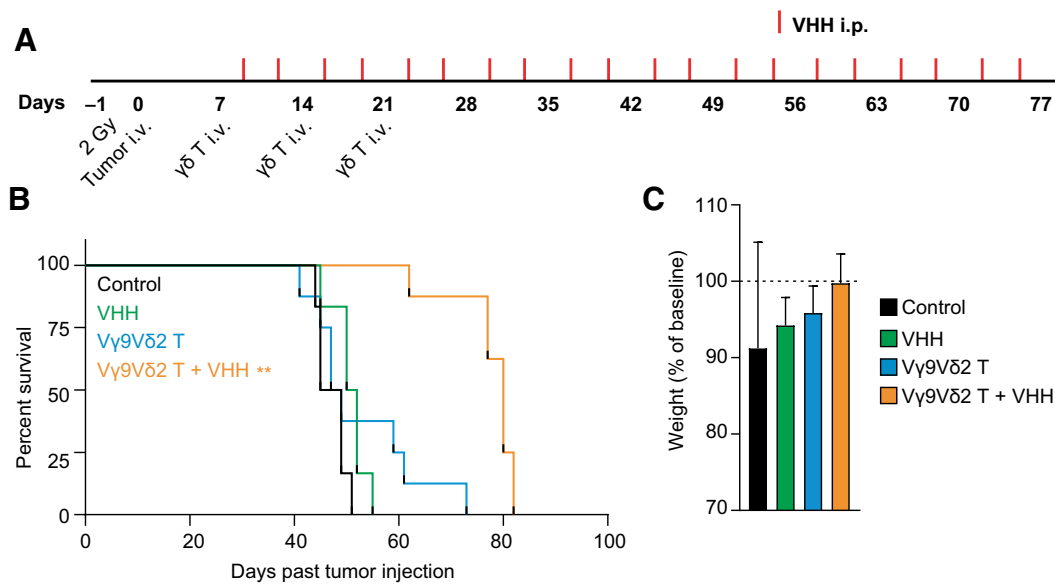 A
VHH i.p.
Days –1 0 7 14 21 28 35 42 49 56 63 70 77
2 Gy
Tumor i.v.
γδ T i.v.
γδ T i.v.
γδ T i.v.
B
Percent survival
100
75
50
25
0
Control
VHH
Vγ9Vδ2 T
Vγ9Vδ2 T + VHH **
0 20 40 60 80 100
Days past tumor injection
C
Weight (% of baseline)
110
100
90
80
70
Control
VHH
Vγ9Vδ2 T
Vγ9Vδ2 T + VHH